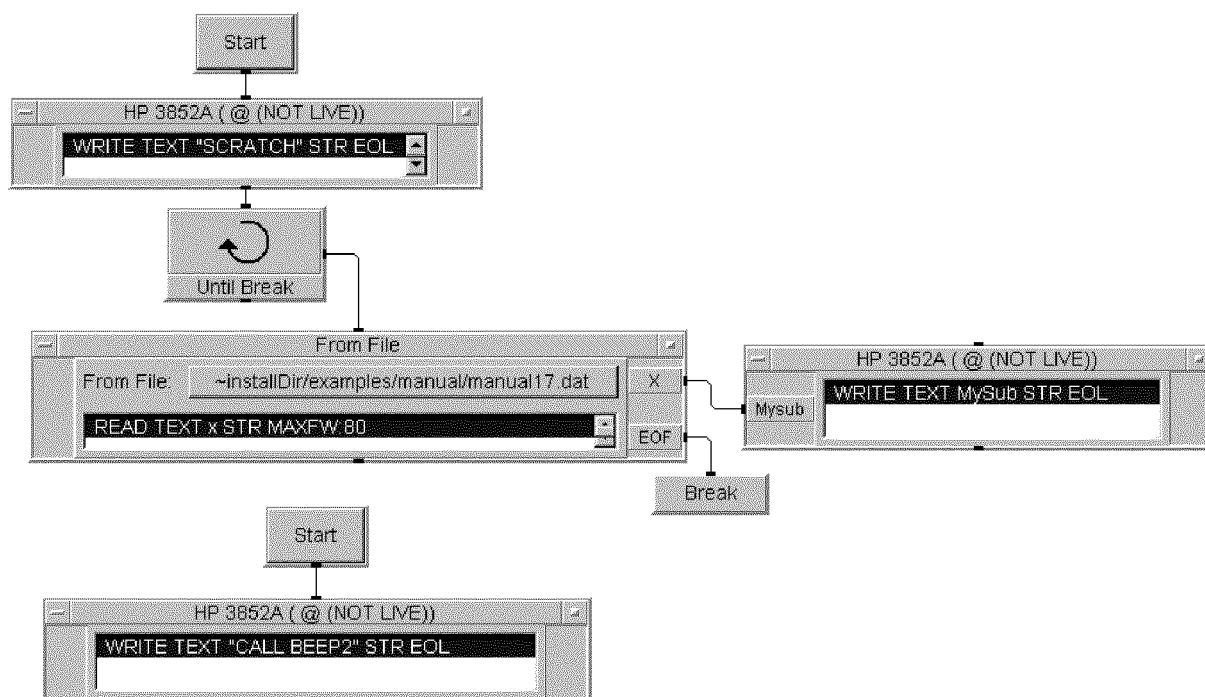 Start
HP 3852A ( @ (NOT LIVE))
WRITE TEXT "SCRATCH" STR EOL
Until Break
From File
From File: ~installDir/examples/manual/manual17.dat
X
READ TEXT x STR MAXFW:80
EOF
HP 3852A ( @ (NOT LIVE))
Mysub
WRITE TEXT MySub STR EOL
Break
Start
HP 3852A ( @ (NOT LIVE))
WRITE TEXT "CALL BEEP2" STR EOL